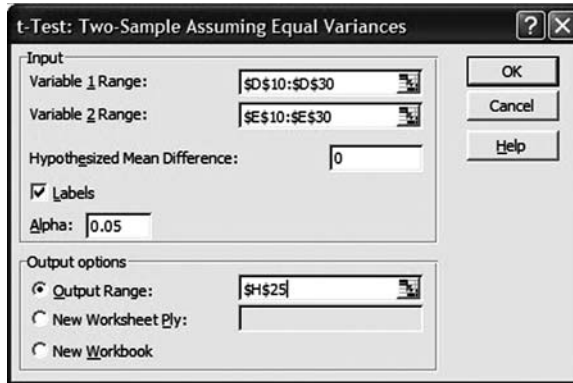 t-Test: Two-Sample Assuming Equal Variances
Input
Variable 1 Range:
$D$10:$D$30
Variable 2 Range:
$E$10:$E$30
Hypothesized Mean Difference:
0
Labels
Alpha:
0.05
OK
Cancel
Help
Output options
Output Range:
$H$25
New Worksheet Ply:
New Workbook